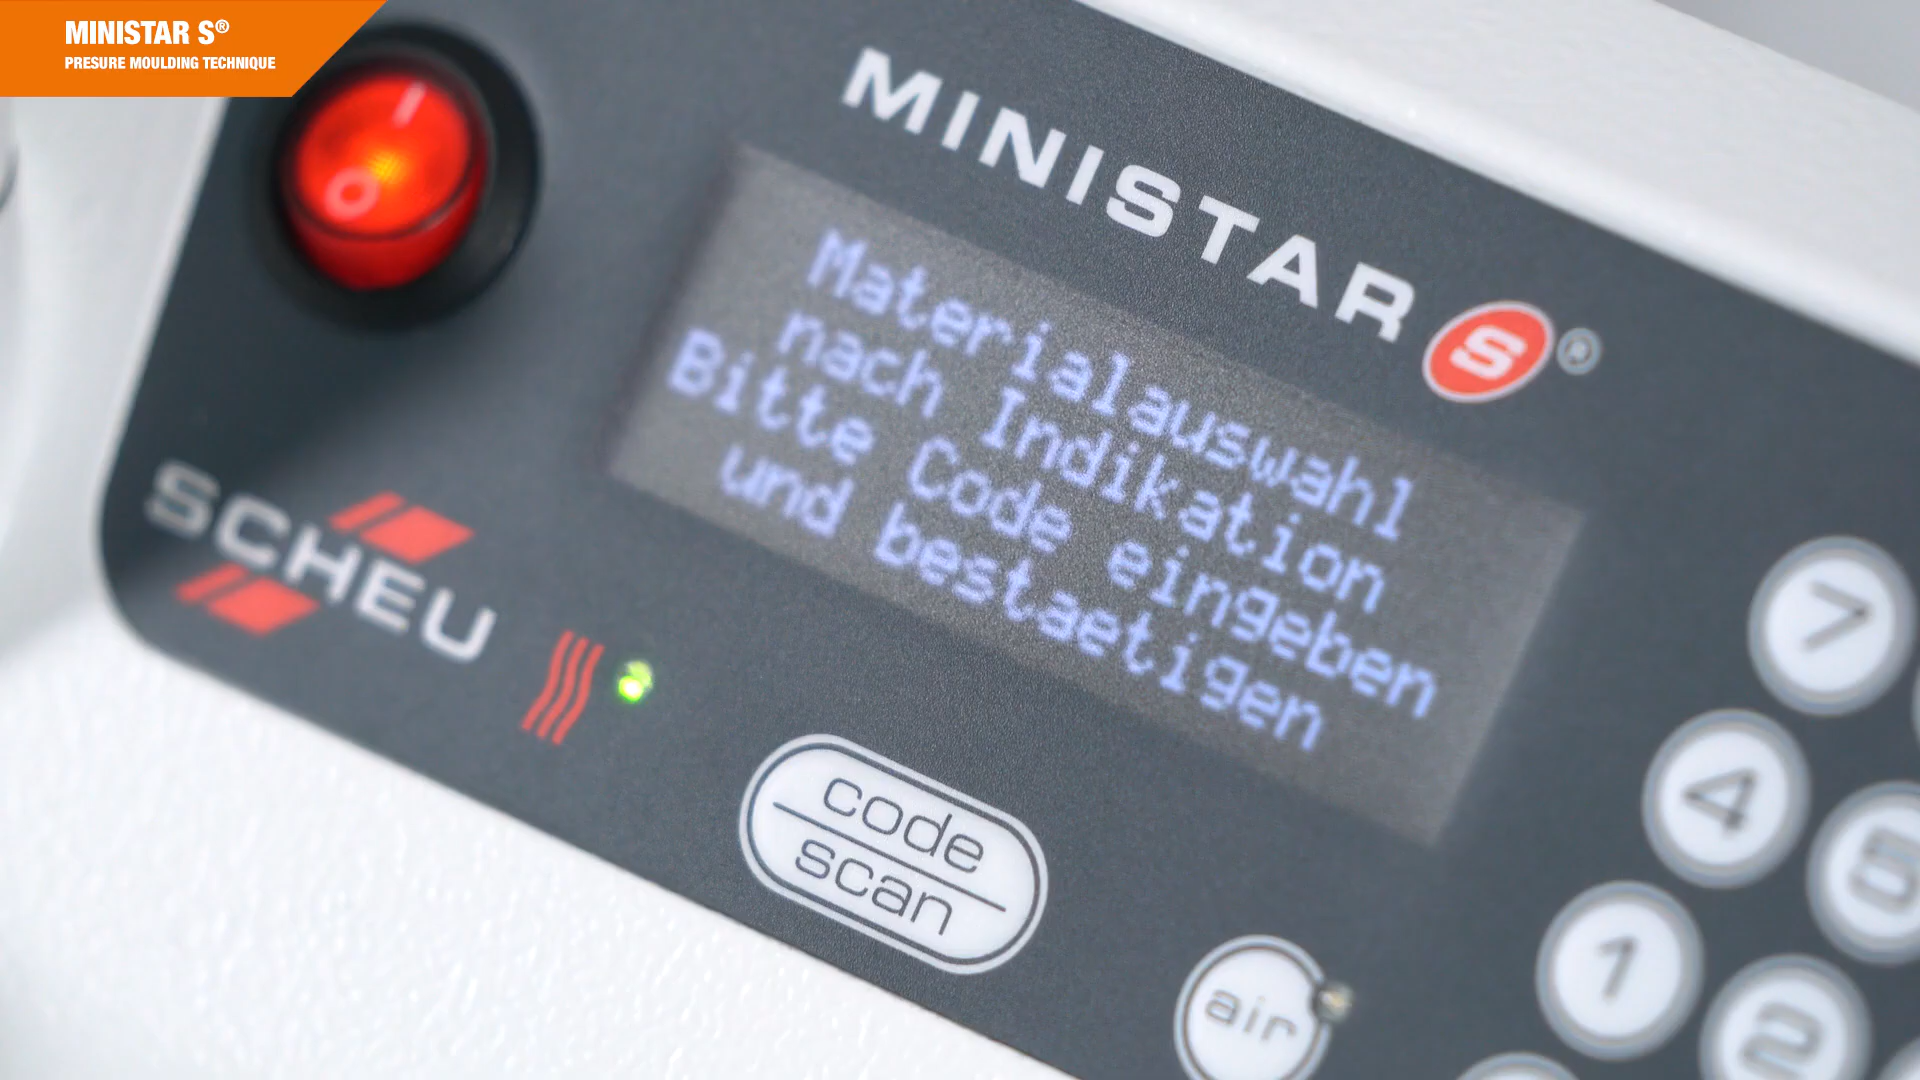 MINISTAR S®
PRESURE MOULDING TECHNIQUE
MINISTAR S®
Materialauswahl
nach Indikation
Bitte Code eingeben
und bestaetigen
SCHEU
code
scan
air
7
4
5
1
2
I
O